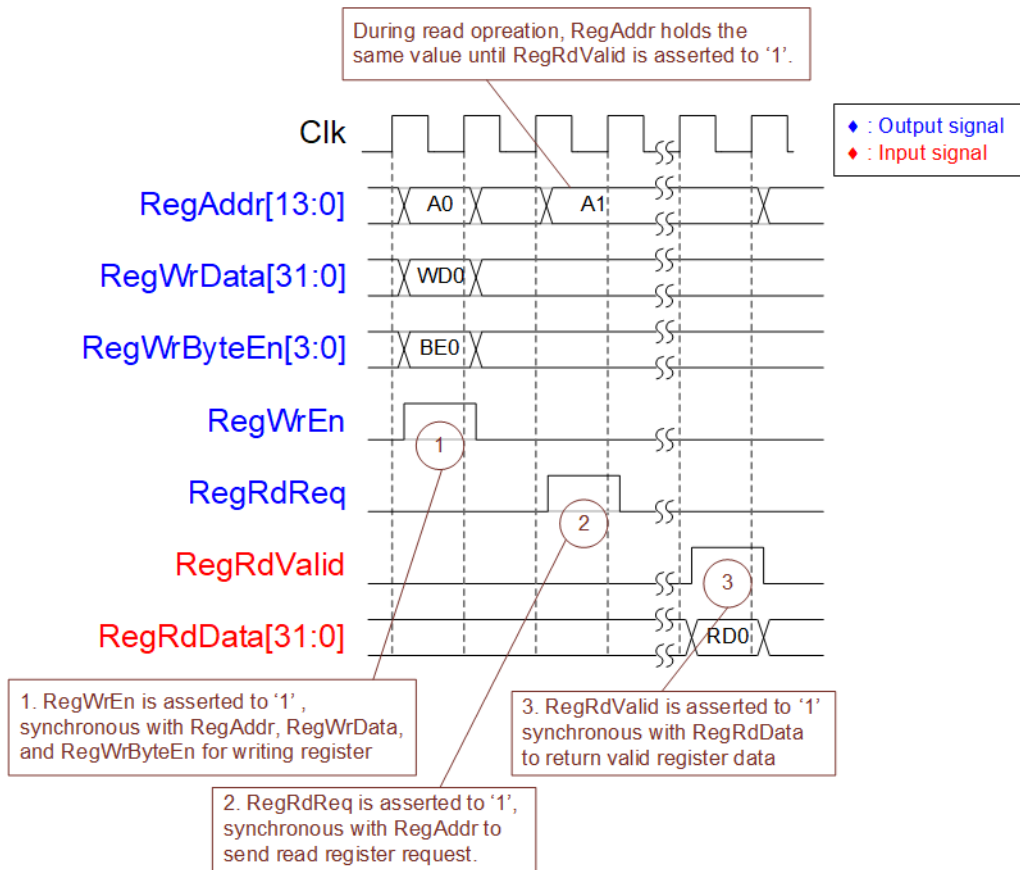 During read opreation, RegAddr holds the
same value until RegRdValid is asserted to ‘1’.
Clk
♦ : Output signal
♦ : Input signal
RegAddr[13:0]
A0
A1
RegWrData[31:0]
WD0
RegWrByteEn[3:0]
BE0
RegWrEn
1
RegRdReq
2
RegRdValid
3
RegRdData[31:0]
RD0
1. RegWrEn is asserted to ‘1’ ,
synchronous with RegAddr, RegWrData,
and RegWrByteEn for writing register
3. RegRdValid is asserted to ‘1’
synchronous with RegRdData
to return valid register data
2. RegRdReq is asserted to ‘1’,
synchronous with RegAddr to
send read register request.